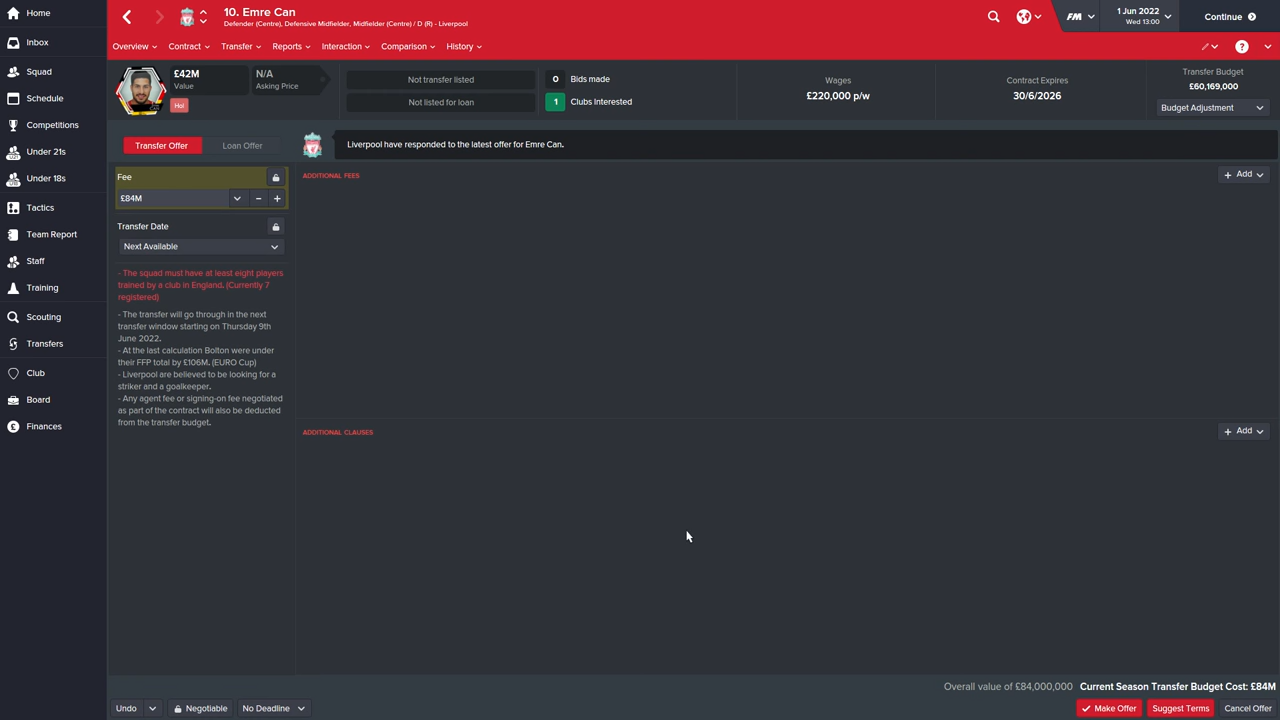 Home
Inbox
Squad
Schedule
Competitions
Under 21s
Under 18s
Tactics
Team Report
Staff
Training
Scouting
Transfers
Club
Board
Finances
10. Emre Can
Defender (Centre), Defensive Midfielder, Midfielder (Centre) / D (R) - Liverpool
FM
1 Jun 2022
Wed 13:00
Continue
Overview
Contract
Transfer
Reports
Interaction
Comparison
History
?
£42M
Value
Hol
N/A
Asking Price
Not transfer listed
Not listed for loan
0 Bids made
1 Clubs Interested
Wages
£220,000 p/w
Contract Expires
30/6/2026
Transfer Budget
£60,169,000
Budget Adjustment
Transfer Offer
Loan Offer
Liverpool have responded to the latest offer for Emre Can.
Fee
£84M
Transfer Date
Next Available
- The squad must have at least eight players
trained by a club in England. (Currently 7
registered)
- The transfer will go through in the next
transfer window starting on Thursday 9th
June 2022.
- At the last calculation Bolton were under
their FFP total by £106M. (EURO Cup)
- Liverpool are believed to be looking for a
striker and a goalkeeper.
- Any agent fee or signing-on fee negotiated
as part of the contract will also be deducted
from the transfer budget.
ADDITIONAL FEES
+ Add
ADDITIONAL CLAUSES
+ Add
Overall value of £84,000,000 Current Season Transfer Budget Cost: £84M
Undo
Negotiable
No Deadline
Make Offer
Suggest Terms
Cancel Offer